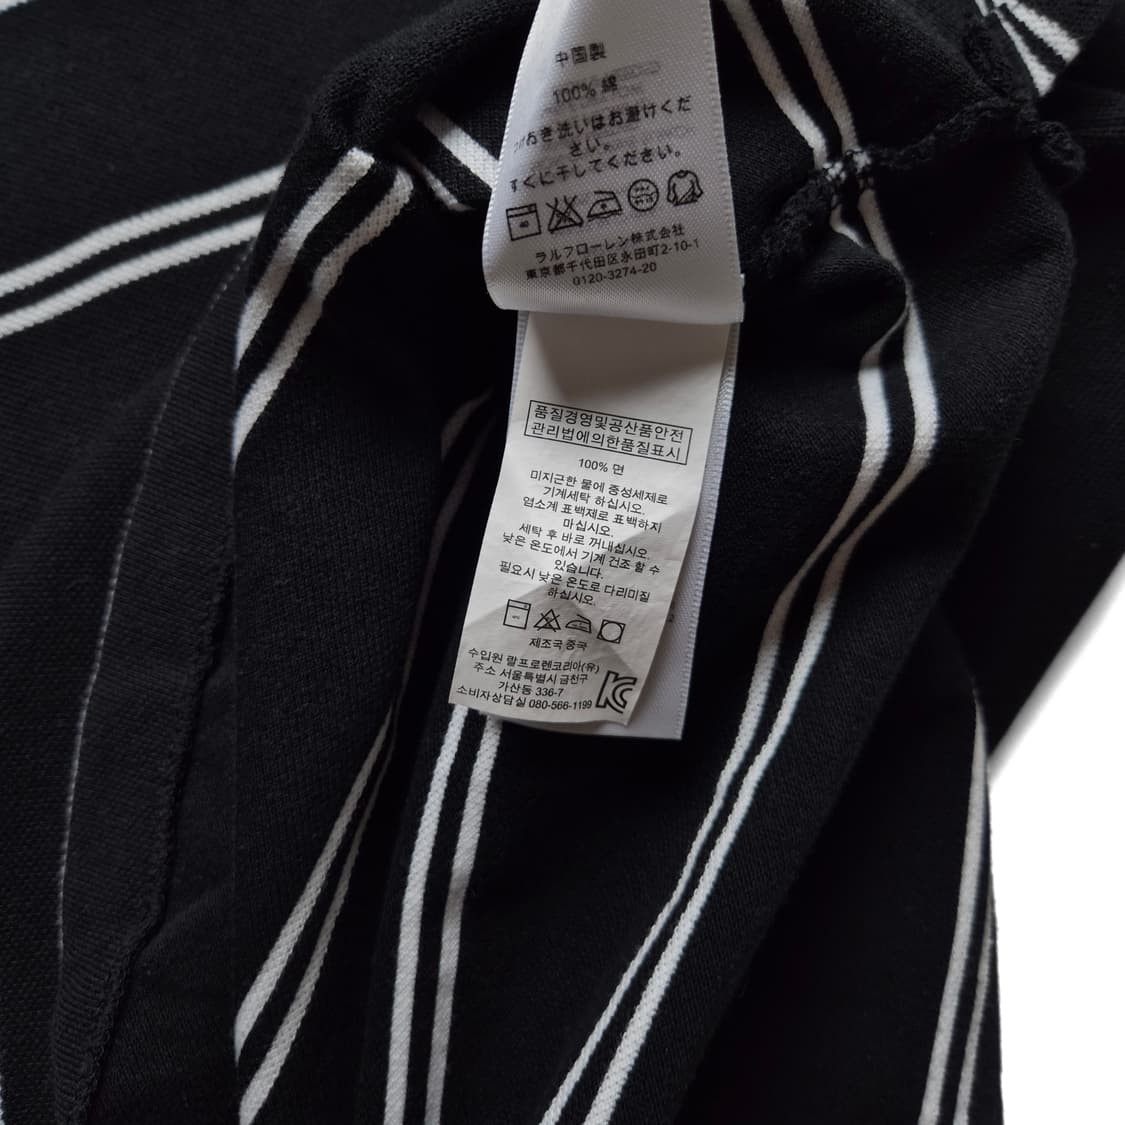 中国製
100% 綿
つけおき洗いはお避けくだ
さい。
すぐに干してください。
40
ラルフローレン株式会社
東京都千代田区永田町2-10-1
0120-3274-20
품질경영및공산품안전
관리법에의한품질표시
100% 면
미지근한 물에 중성세제로
기계세탁 하십시오.
염소계 표백제로 표백하지
마십시오.
세탁 후 바로 꺼내십시오.
낮은 온도에서 기계 건조 할 수
있습니다.
필요시 낮은 온도로 다리미질
하십시오.
제조국 중국
수입원 랄프로렌코리아(유)
주소 서울특별시 금천구
가산동 336-7
소비자상담실 080-566-1199